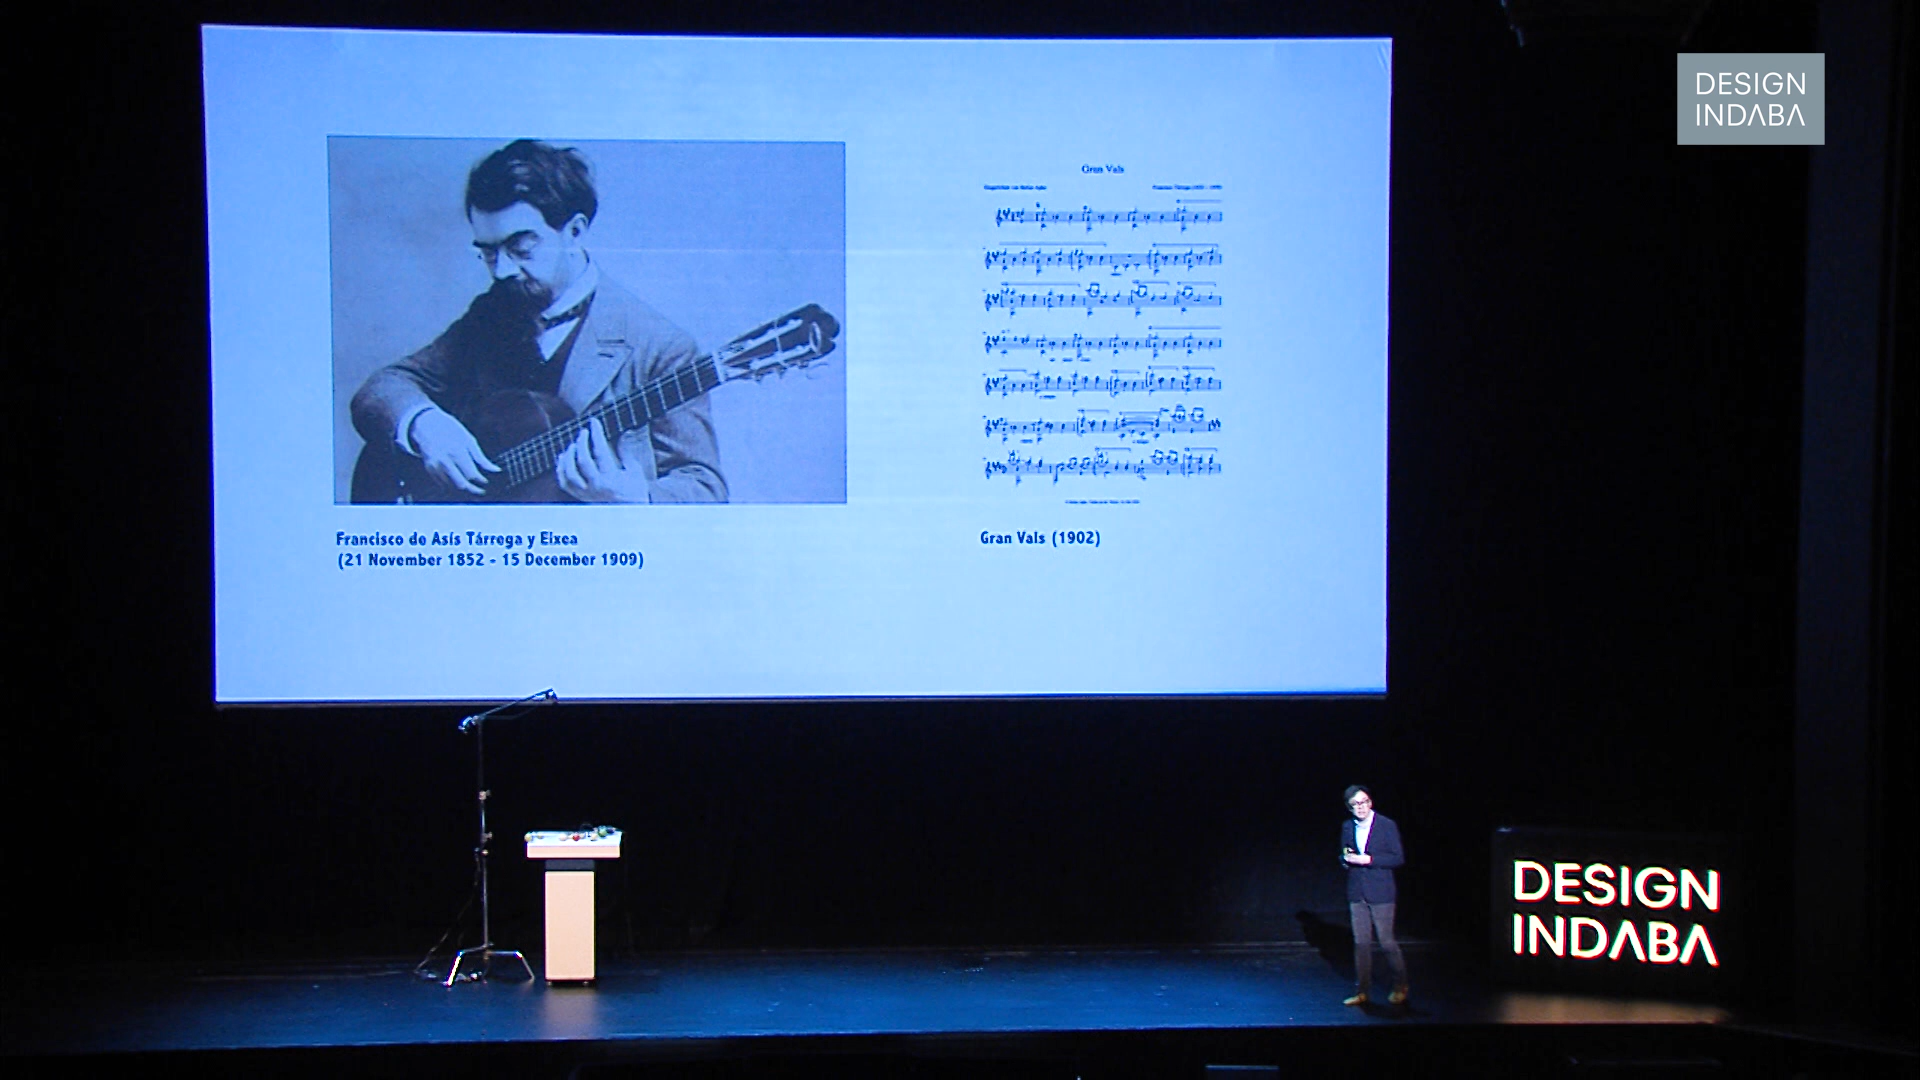 DESIGN
INDABA
Gran Vals
Francisco de Asís Tárrega y Eixea
(21 November 1852 - 15 December 1909)
Gran Vals (1902)
DESIGN
INDABA